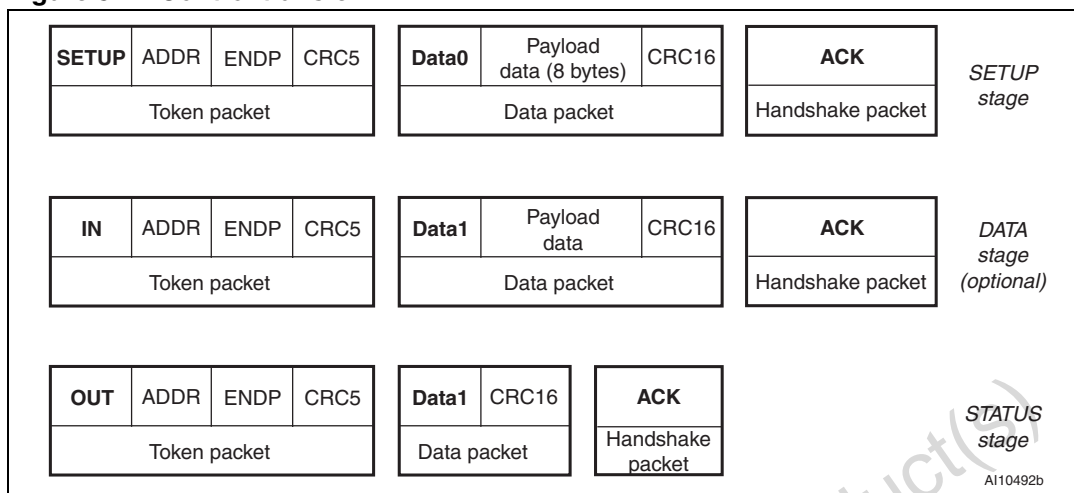 SETUP ADDR ENDP CRC5 Data0 Payload data (8 bytes) CRC16 ACK
Token packet Data packet Handshake packet
SETUP stage
IN ADDR ENDP CRC5 Data1 Payload data CRC16 ACK
Token packet Data packet Handshake packet
DATA stage (optional)
OUT ADDR ENDP CRC5 Data1 CRC16 ACK
Token packet Data packet Handshake packet
STATUS stage
AI10492b